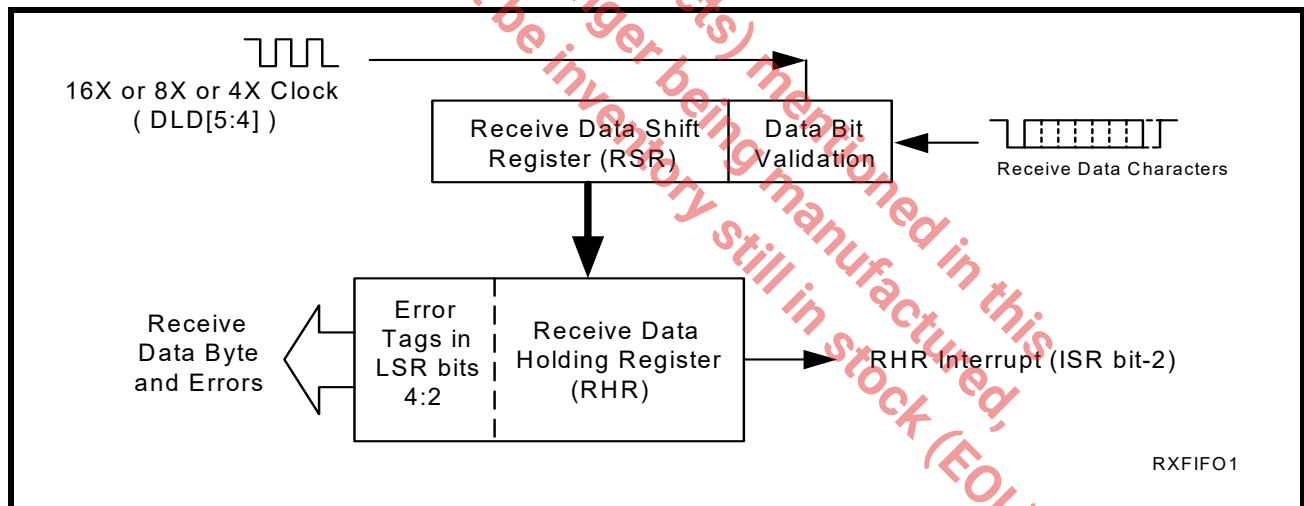 16X or 8X or 4X Clock
( DLD[5:4] )
Receive Data Shift
Register (RSR)
Data Bit
Validation
Receive Data Characters
Receive
Data Byte
and Errors
Error
Tags in
LSR bits
4:2
Receive Data
Holding Register
(RHR)
RHR Interrupt (ISR bit-2)
RXFIFO1
mentioned in this
longer being manufactured,
be inventory still in stock (EOL